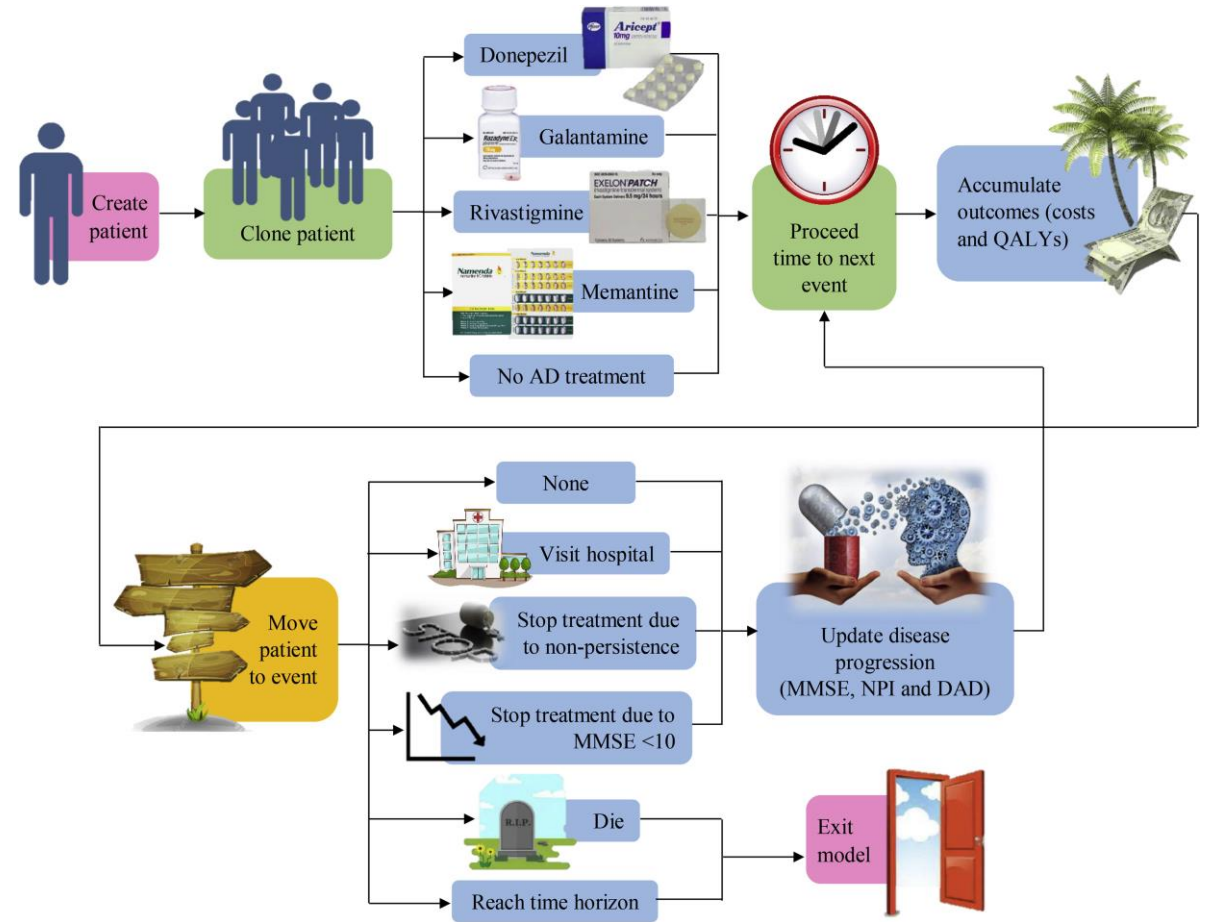 Create
patient
Clone patient
Donepezil
Pfizer
Aricept
10mg
Galantamine
Razadyne ER
Rivastigmine
EXELON PATCH
Memantine
Namenda
No AD treatment
Proceed
time to next
event
Accumulate
outcomes (costs
and QALYs)
Move
patient
to event
None
Visit hospital
STOP
Stop treatment due
to non-persistence
Stop treatment due to
MMSE <10
R.I.P.
Die
Reach time horizon
Update disease
progression
(MMSE, NPI and DAD)
Exit
model